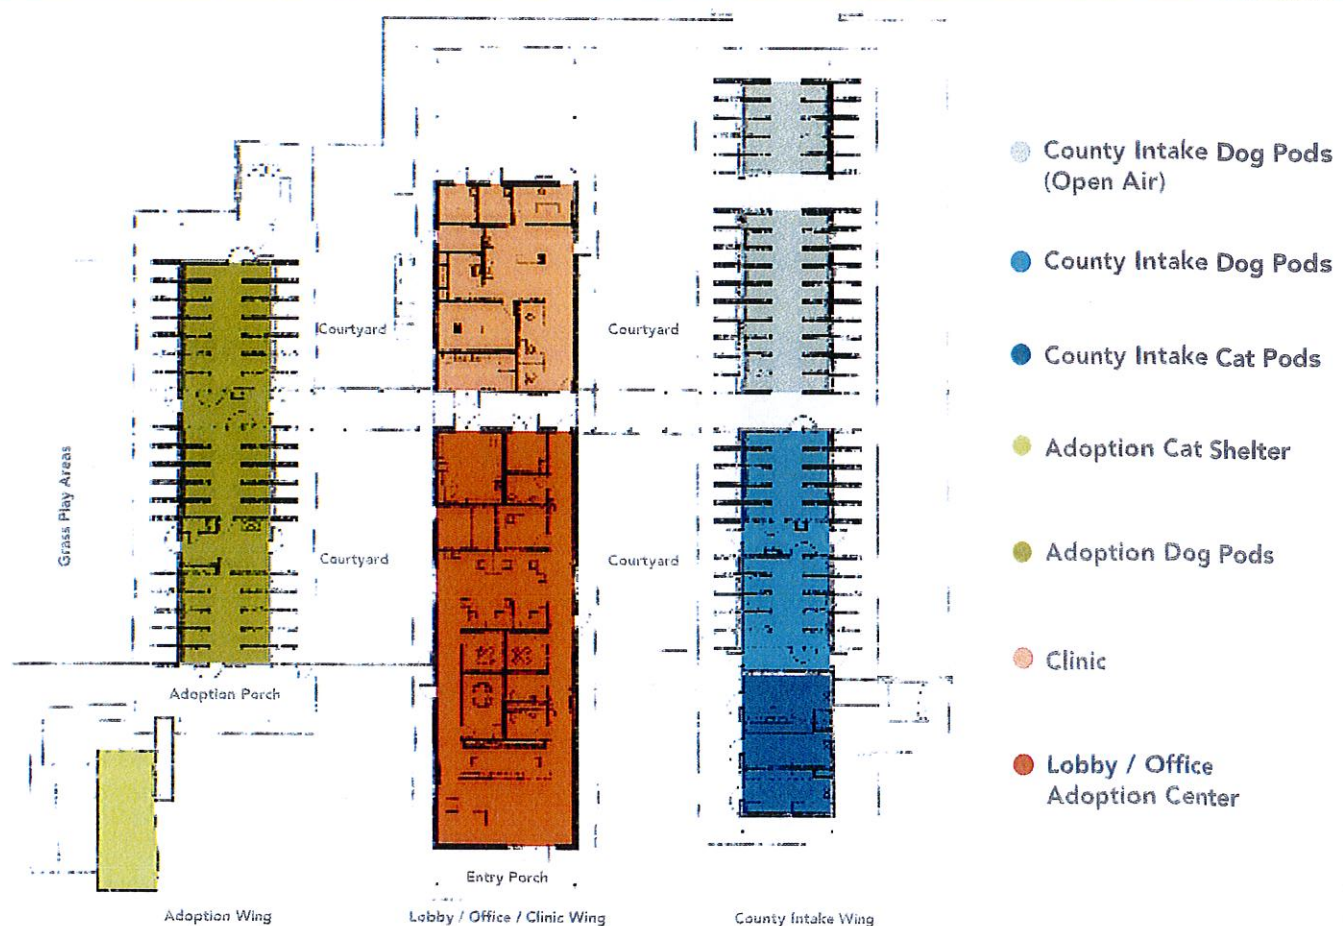 County Intake Dog Pods
(Open Air)
County Intake Dog Pods
County Intake Cat Pods
Adoption Cat Shelter
Adoption Dog Pods
Clinic
Lobby / Office
Adoption Center
Courtyard
Courtyard
Grass Play Areas
Courtyard
Courtyard
Adoption Porch
Entry Porch
Adoption Wing
Lobby / Office / Clinic Wing
County Intake Wing